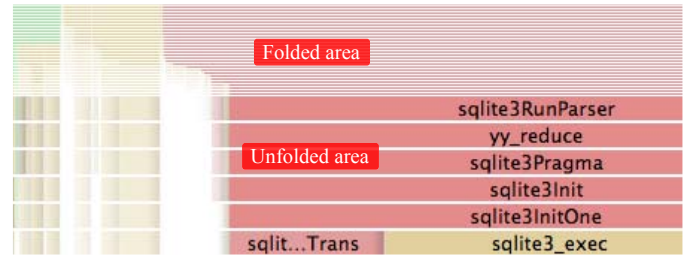 Folded area
sqlite3RunParser
yy_reduce
Unfolded area
sqlite3Pragma
sqlite3Init
sqlite3InitOne
sqlit...Trans
sqlite3_exec